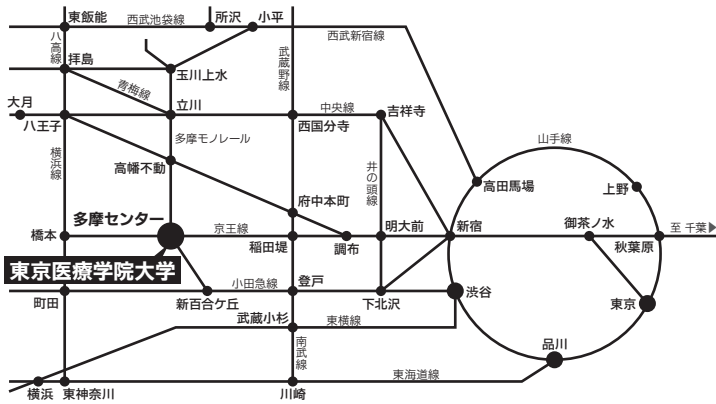 東飯能
西武池袋線
所沢
小平
西武新宿線
八高線
拝島
玉川上水
武蔵野線
青梅線
大月
八王子
立川
中央線
西国分寺
吉祥寺
多摩モノレール
山手線
横浜線
高幡不動
井の頭線
高田馬場
上野
府中本町
多摩センター
橋本
京王線
稲田堤
調布
明大前
新宿
御茶ノ水
秋葉原
至 千葉▶
東京医療学院大学
小田急線
登戸
町田
新百合ケ丘
下北沢
渋谷
東京
武蔵小杉
東横線
品川
南武線
東海道線
横浜
東神奈川
川崎